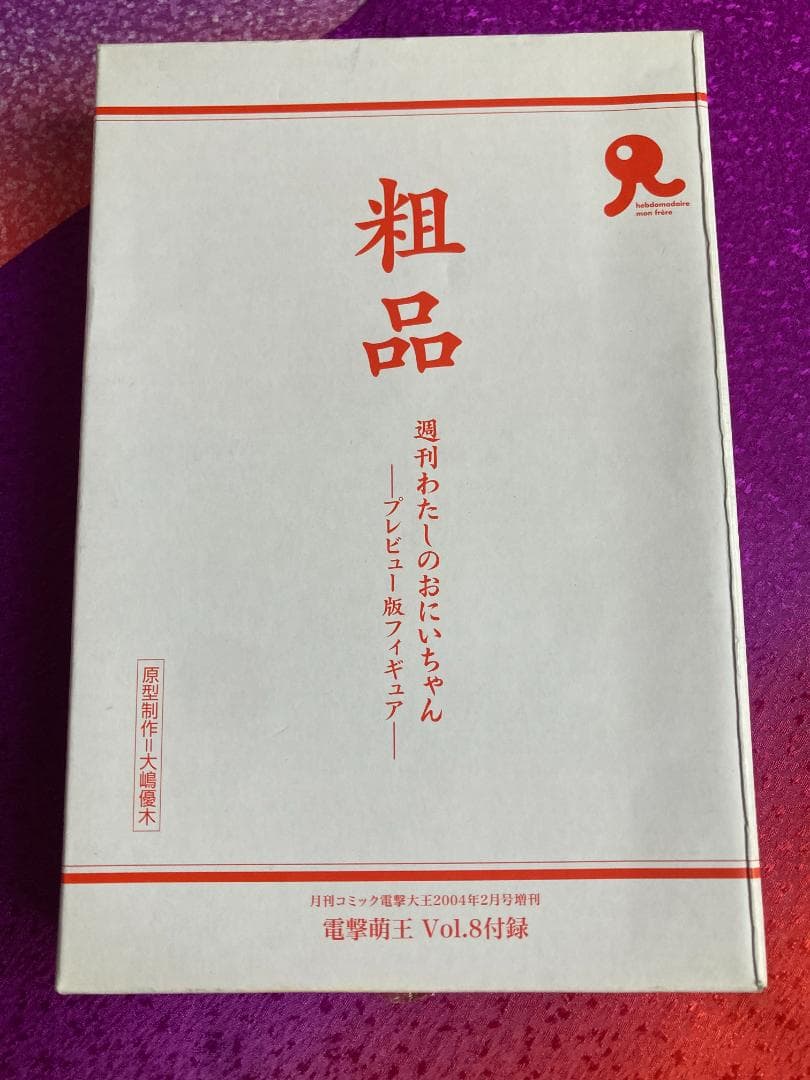 hebdomadaire
mon frère
粗品
週刊わたしのおにいちゃん
―プレビュー版フィギュア―
原型制作＝大嶋優木
月刊コミック電撃大王2004年2月号増刊
電撃萌王 Vol.8付録